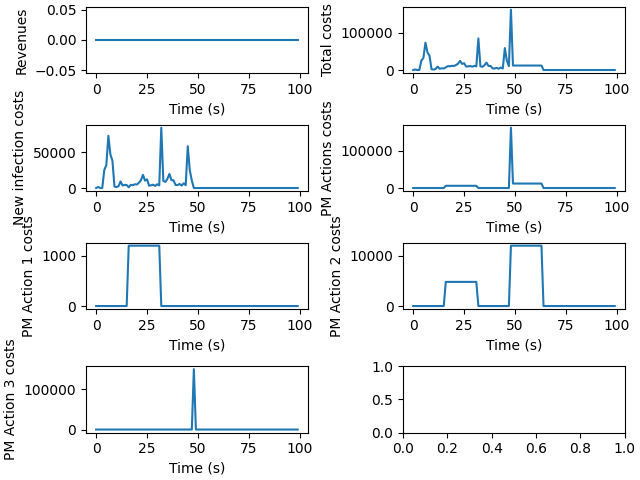 Revenues
0.05
0.00
−0.05
0 25 50 75 100
Time (s)
Total costs
100000
0
0 25 50 75 100
Time (s)
New infection costs
50000
0
0 25 50 75 100
Time (s)
PM Actions costs
100000
0
0 25 50 75 100
Time (s)
PM Action 1 costs
1000
0
0 25 50 75 100
Time (s)
PM Action 2 costs
10000
0
0 25 50 75 100
Time (s)
PM Action 3 costs
100000
0
0 25 50 75 100
Time (s)
1.0
0.5
0.0
0.0 0.2 0.4 0.6 0.8 1.0